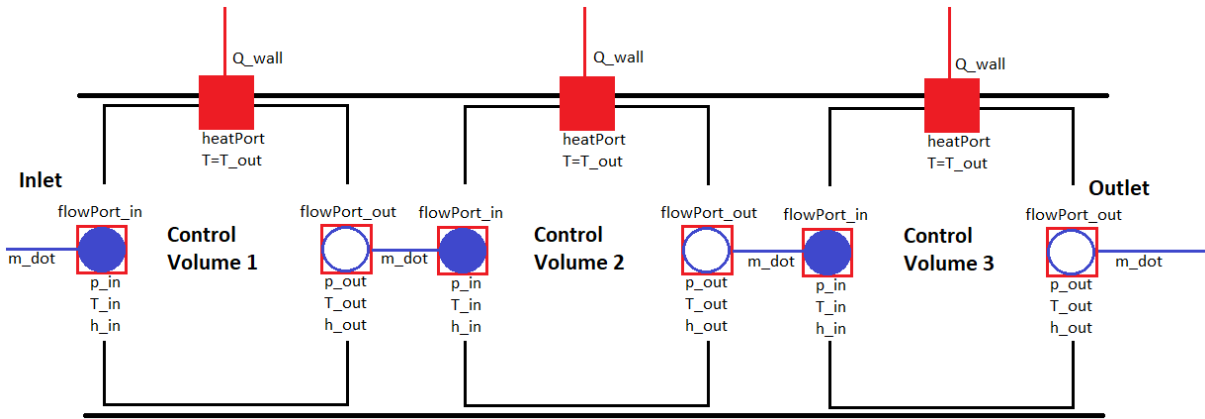 Q_wall
Q_wall
Q_wall
heatPort
T=T_out
heatPort
T=T_out
heatPort
T=T_out
Inlet
Outlet
flowPort_in
flowPort_out
flowPort_in
flowPort_out
flowPort_in
flowPort_out
Control
Volume 1
Control
Volume 2
Control
Volume 3
m_dot
m_dot
m_dot
m_dot
p_in
T_in
h_in
p_out
T_out
h_out
p_in
T_in
h_in
p_out
T_out
h_out
p_in
T_in
h_in
p_out
T_out
h_out